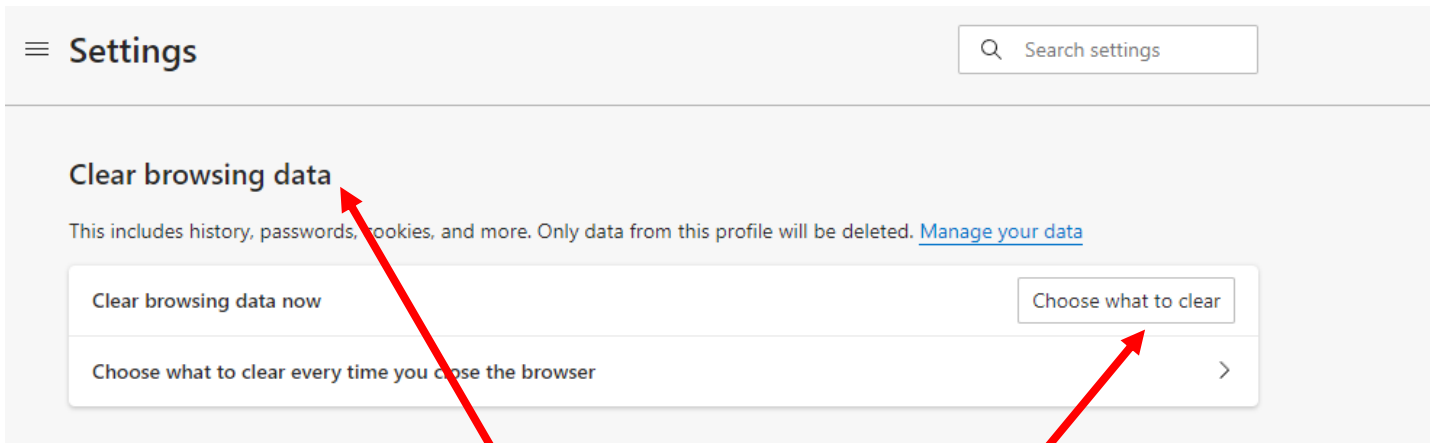 Settings
Search settings
Clear browsing data
This includes history, passwords, cookies, and more. Only data from this profile will be deleted. Manage your data
Clear browsing data now
Choose what to clear
Choose what to clear every time you close the browser